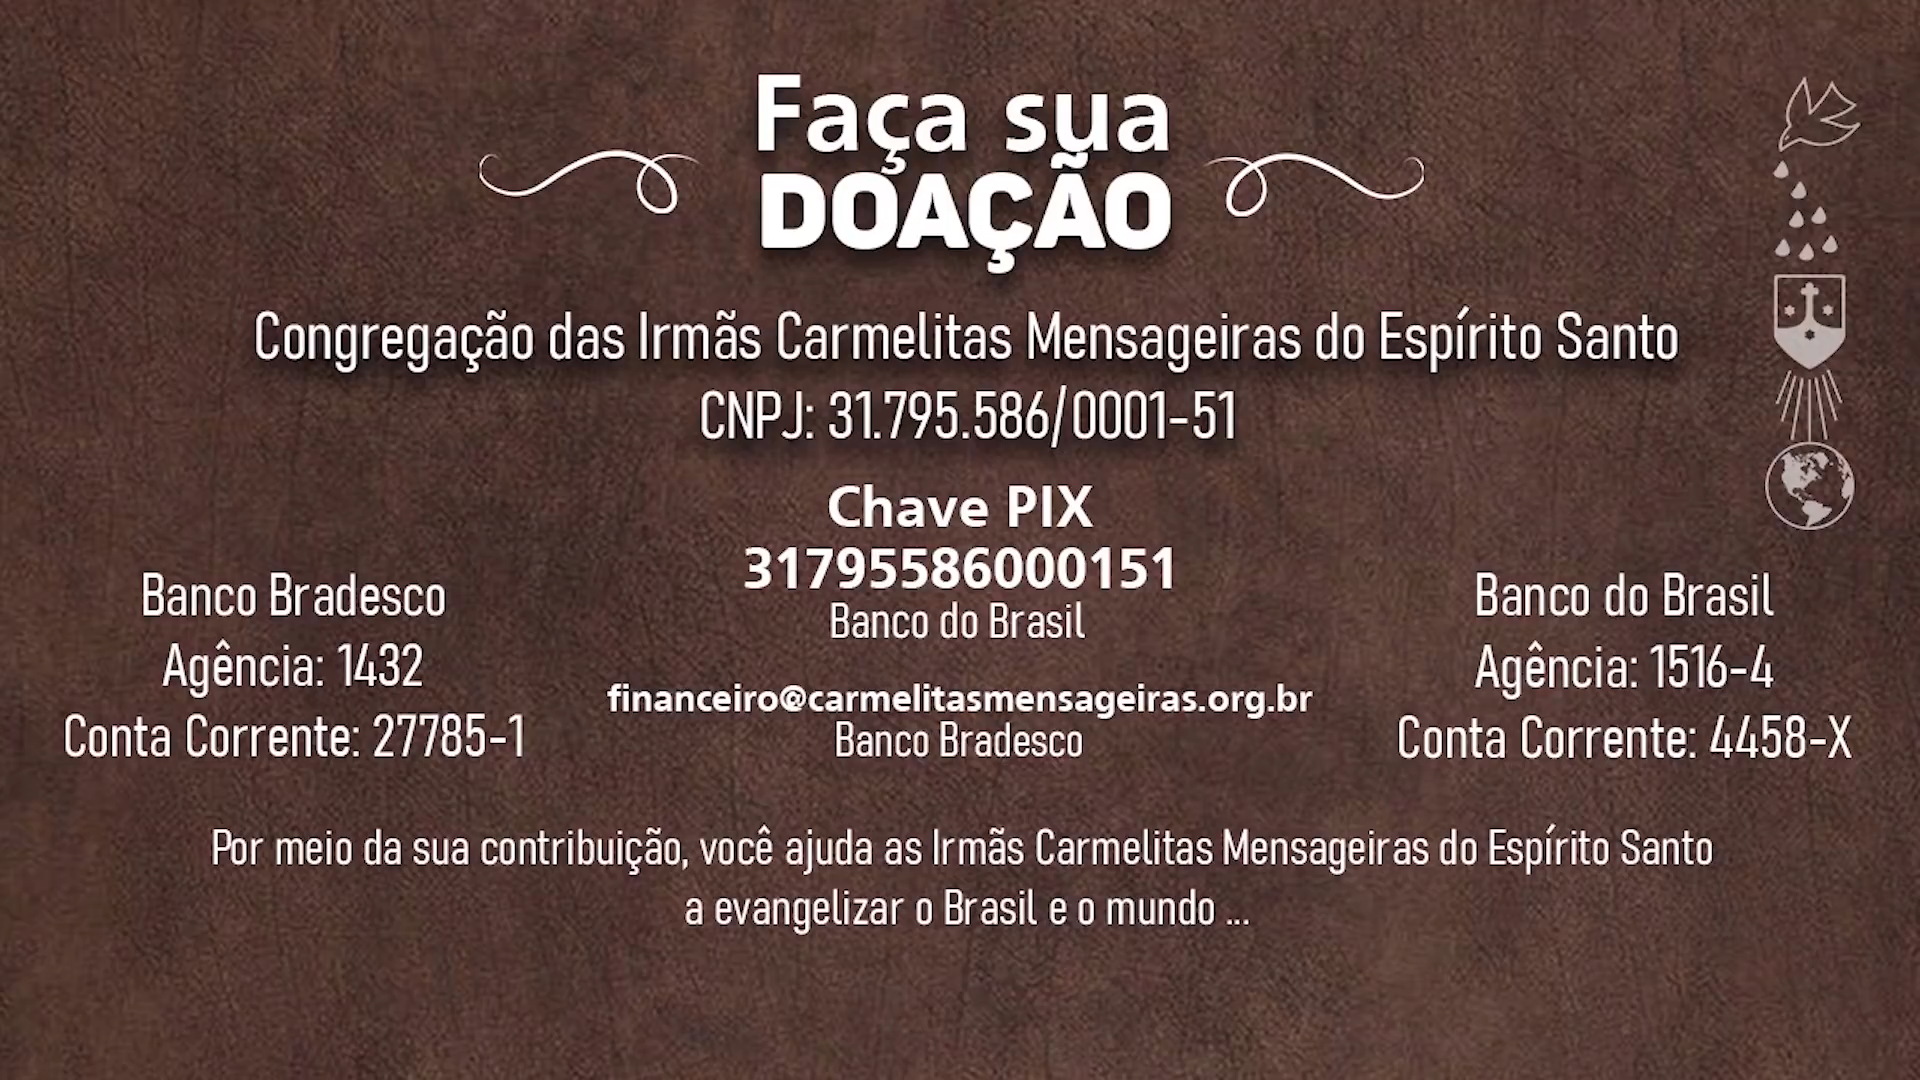 Faça sua
DOAÇÃO
Congregação das Irmãs Carmelitas Mensageiras do Espírito Santo
CNPJ: 31.795.586/0001-51
Chave PIX
31795586000151
Banco do Brasil
financeiro@carmelitasmensageiras.org.br
Banco Bradesco
Banco Bradesco
Agência: 1432
Conta Corrente: 27785-1
Banco do Brasil
Agência: 1516-4
Conta Corrente: 4458-X
Por meio da sua contribuição, você ajuda as Irmãs Carmelitas Mensageiras do Espírito Santo
a evangelizar o Brasil e o mundo ...